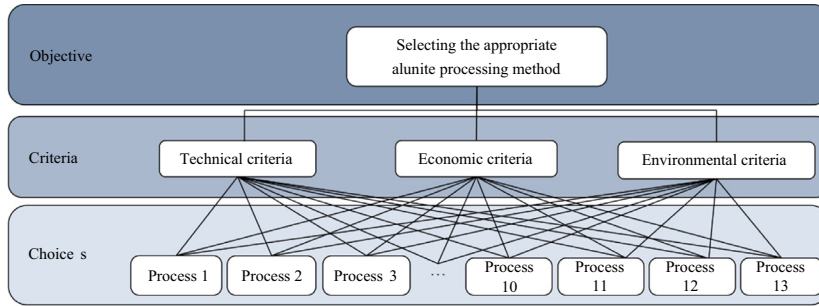 Objective
Selecting the appropriate
alunite processing method
Criteria
Technical criteria
Economic criteria
Environmental criteria
Choice s
Process 1
Process 2
Process 3
...
Process
10
Process
11
Process
12
Process
13